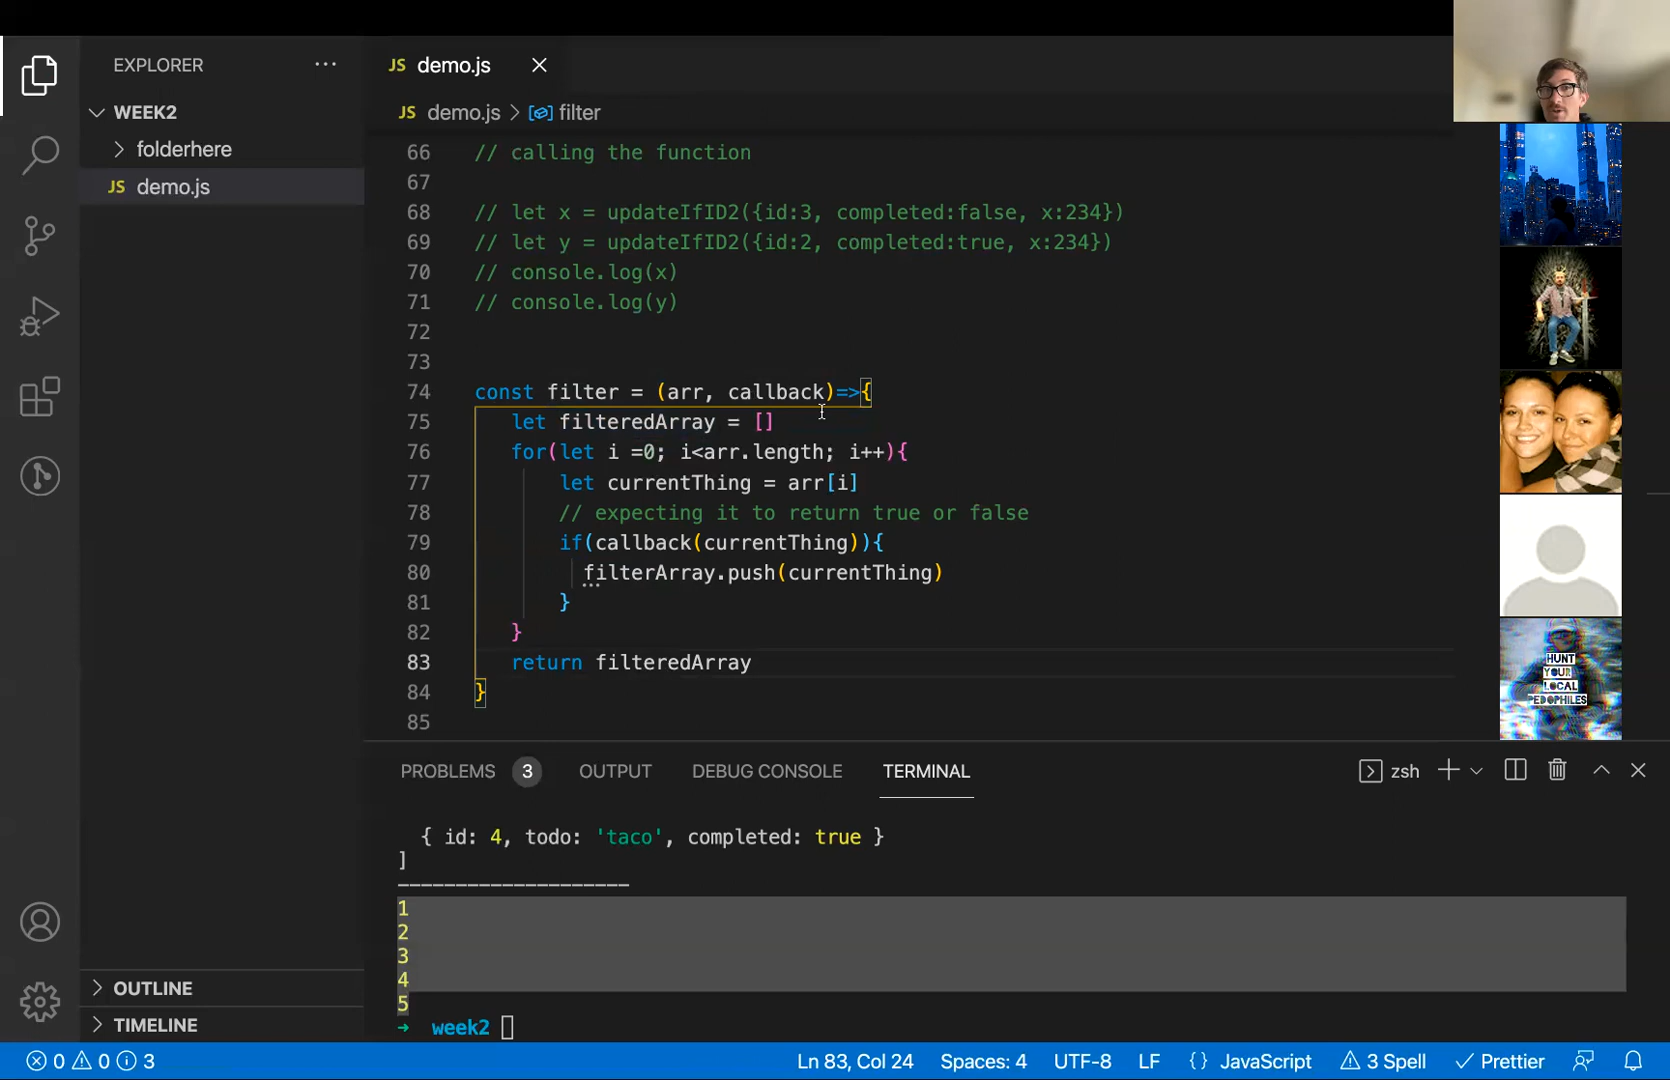 EXPLORER
WEEK2
folderhere
JS demo.js
JS demo.js
JS demo.js > filter
66 // calling the function
67
68 // let x = updateIfID2({id:3, completed:false, x:234})
69 // let y = updateIfID2({id:2, completed:true, x:234})
70 // console.log(x)
71 // console.log(y)
72
73
74 const filter = (arr, callback)=>{
75 let filteredArray = []
76 for(let i =0; i<arr.length; i++){
77 let currentThing = arr[i]
78 // expecting it to return true or false
79 if(callback(currentThing)){
80 filterArray.push(currentThing)
81 }
82 }
83 return filteredArray
84 }
85
HUNT
YOUR
LOCAL
PEDOPHILES
PROBLEMS 3 OUTPUT DEBUG CONSOLE TERMINAL
zsh
{ id: 4, todo: 'taco', completed: true }
]
--------------------
1
2
3
4
5
➜ week2
OUTLINE
TIMELINE
0 0 3
Ln 83, Col 24 Spaces: 4 UTF-8 LF {} JavaScript 3 Spell Prettier